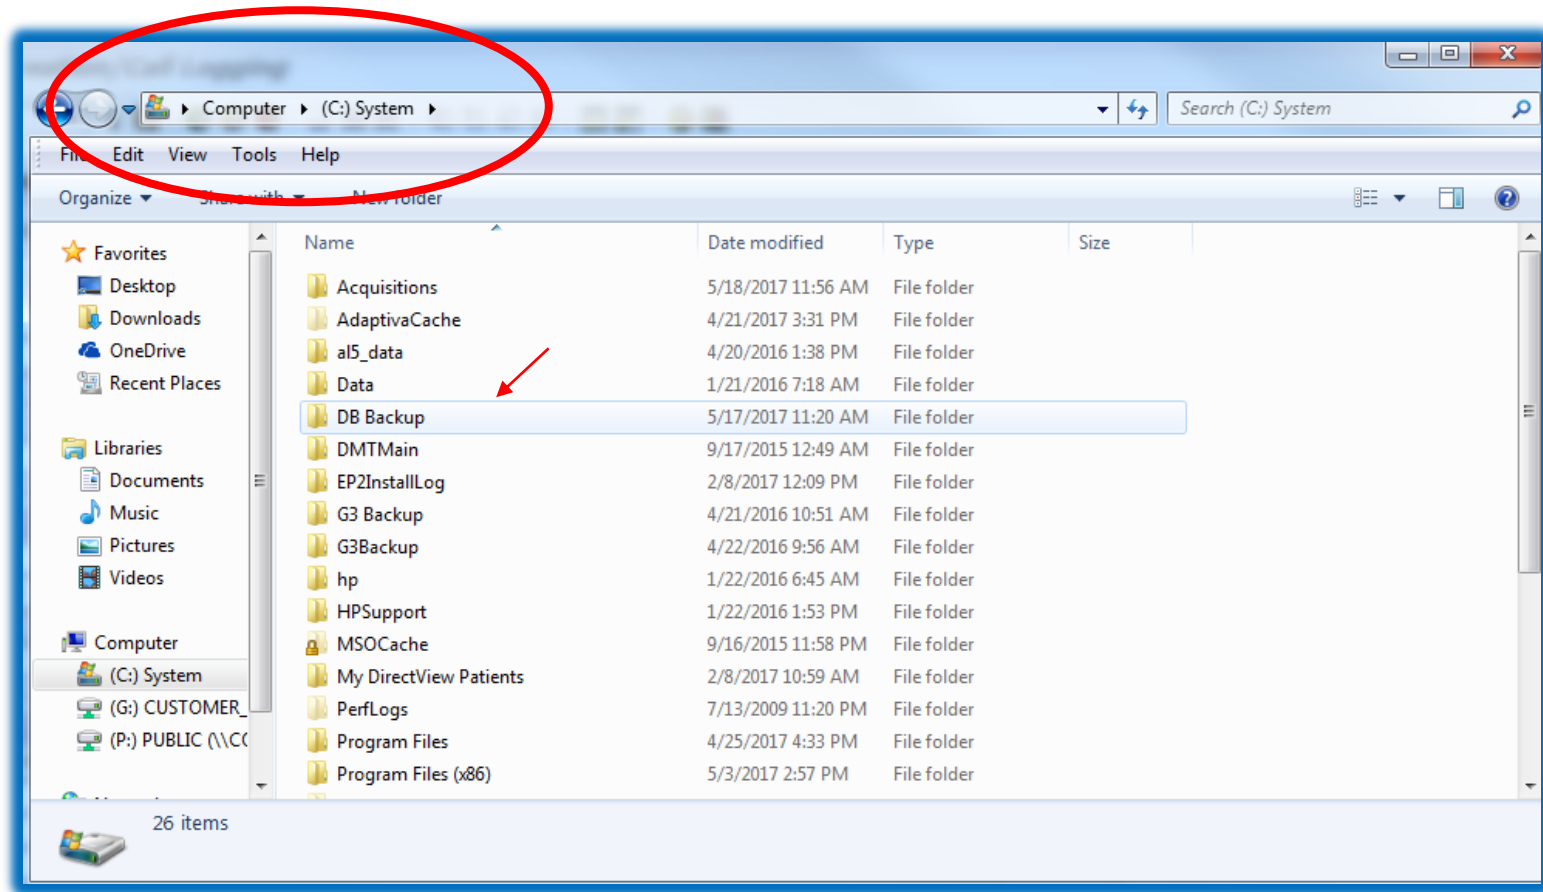 Computer (C:) System Search (C:) System
File Edit View Tools Help
Organize Share with New folder
Favorites
Desktop
Downloads
OneDrive
Recent Places
Libraries
Documents
Music
Pictures
Videos
Computer
(C:) System
(G:) CUSTOMER_
(P:) PUBLIC (\\CC
Name Date modified Type Size
Acquisitions 5/18/2017 11:56 AM File folder
AdaptivaCache 4/21/2017 3:31 PM File folder
al5_data 4/20/2016 1:38 PM File folder
Data 1/21/2016 7:18 AM File folder
DB Backup 5/17/2017 11:20 AM File folder
DMTMain 9/17/2015 12:49 AM File folder
EP2InstallLog 2/8/2017 12:09 PM File folder
G3 Backup 4/21/2016 10:51 AM File folder
G3Backup 4/22/2016 9:56 AM File folder
hp 1/22/2016 6:45 AM File folder
HPSupport 1/22/2016 1:53 PM File folder
MSOCache 9/16/2015 11:58 PM File folder
My DirectView Patients 2/8/2017 10:59 AM File folder
PerfLogs 7/13/2009 11:20 PM File folder
Program Files 4/25/2017 4:33 PM File folder
Program Files (x86) 5/3/2017 2:57 PM File folder
26 items